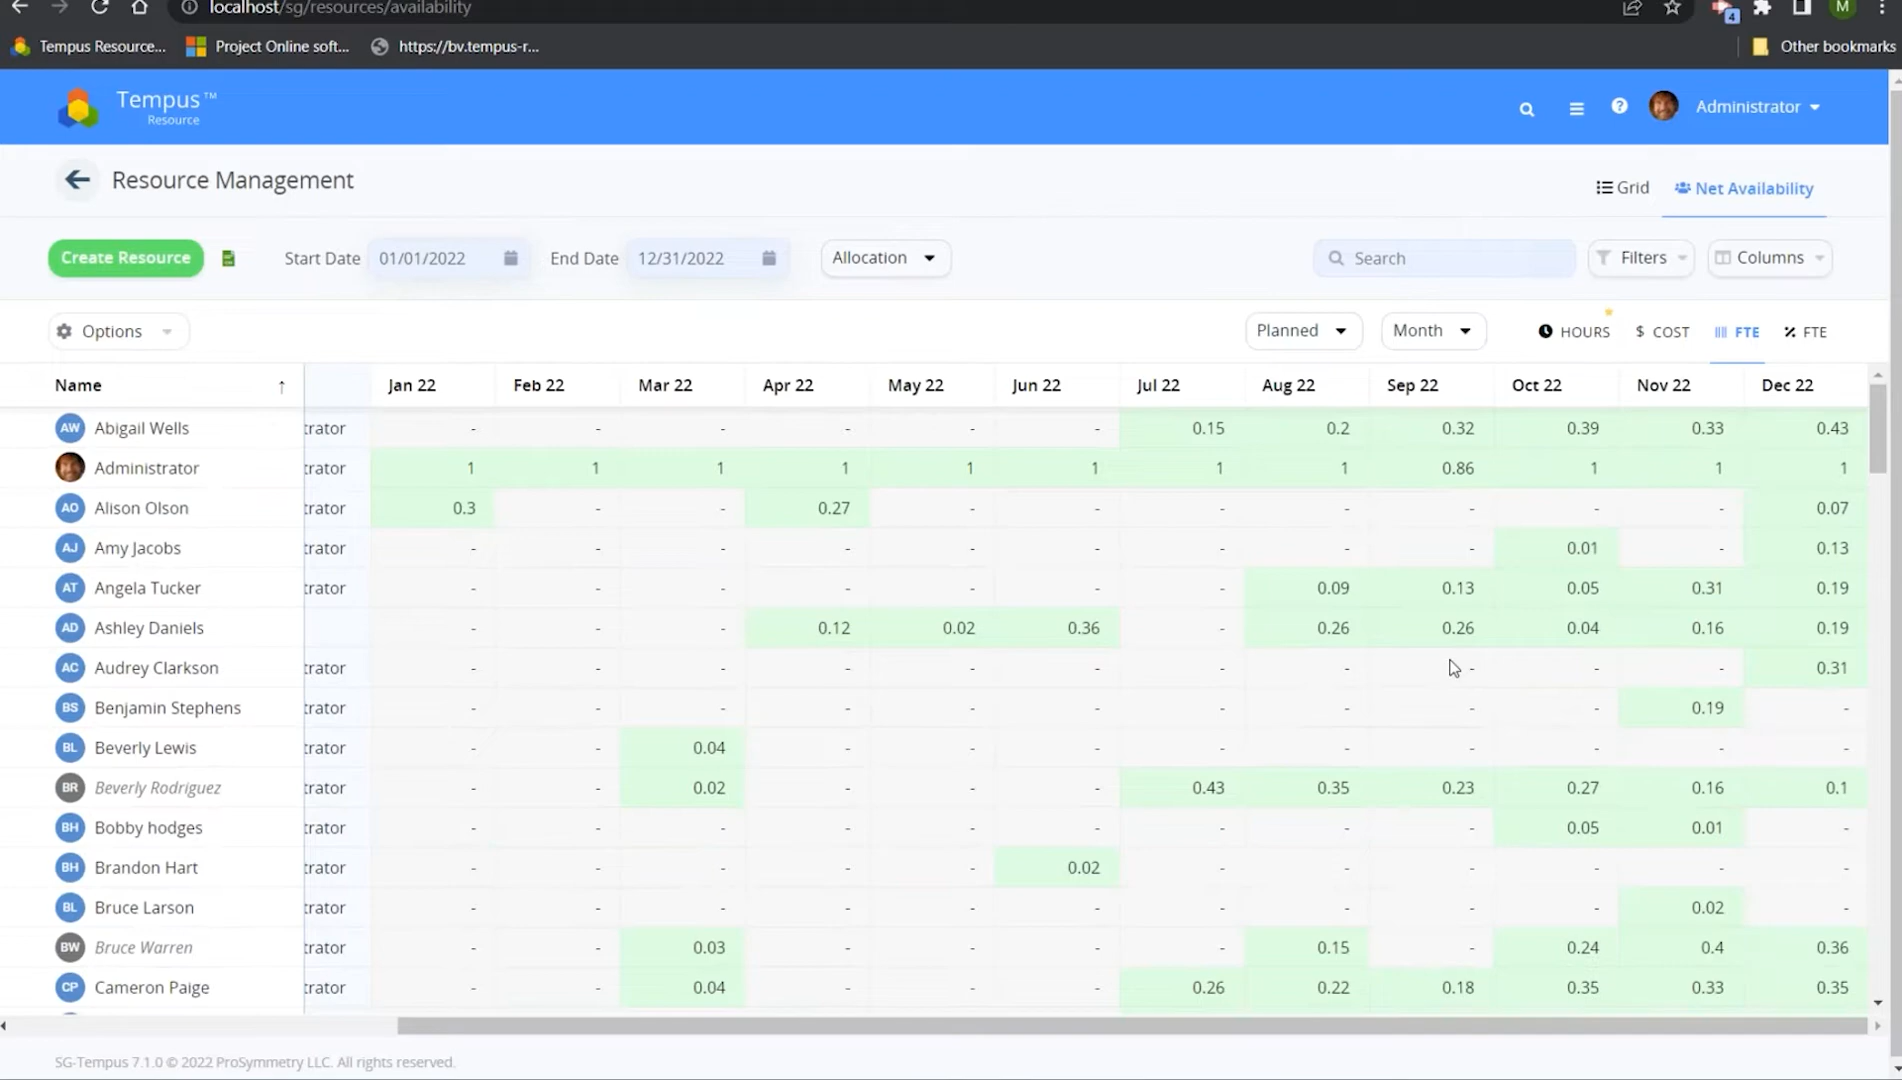 localhost/sg/resources/availability
4
M
Tempus Resource...
Project Online soft...
https://bv.tempus-r...
Other bookmarks
Tempus™
Resource
?
Administrator
Resource Management
Grid
Net Availability
Create Resource
Start Date 01/01/2022
End Date 12/31/2022
Allocation
Search
Filters
Columns
Options
Planned
Month
HOURS
$ COST
FTE
% FTE
Name ↑ Jan 22 Feb 22 Mar 22 Apr 22 May 22 Jun 22 Jul 22 Aug 22 Sep 22 Oct 22 Nov 22 Dec 22
AW Abigail Wells trator - - - - - - 0.15 0.2 0.32 0.39 0.33 0.43
Administrator trator 1 1 1 1 1 1 1 1 0.86 1 1 1
AO Alison Olson trator 0.3 - - 0.27 - - - - - - - 0.07
AJ Amy Jacobs trator - - - - - - - - - 0.01 - 0.13
AT Angela Tucker trator - - - - - - - 0.09 0.13 0.05 0.31 0.19
AD Ashley Daniels - - - 0.12 0.02 0.36 - 0.26 0.26 0.04 0.16 0.19
AC Audrey Clarkson trator - - - - - - - - - - - 0.31
BS Benjamin Stephens trator - - - - - - - - - - 0.19 -
BL Beverly Lewis trator - - 0.04 - - - - - - - - -
BR Beverly Rodriguez trator - - 0.02 - - - 0.43 0.35 0.23 0.27 0.16 0.1
BH Bobby hodges trator - - - - - - - - - 0.05 0.01 -
BH Brandon Hart trator - - - - - 0.02 - - - - - -
BL Bruce Larson trator - - - - - - - - - - 0.02 -
BW Bruce Warren trator - - 0.03 - - - - 0.15 - 0.24 0.4 0.36
CP Cameron Paige trator - - 0.04 - - - 0.26 0.22 0.18 0.35 0.33 0.35
SG-Tempus 7.1.0 © 2022 ProSymmetry LLC. All rights reserved.